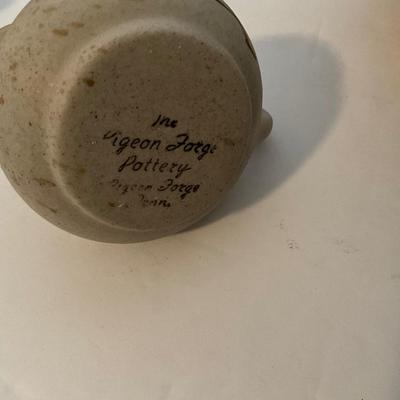 The
Pigeon Forge
Pottery
Pigeon Forge
Tenn.